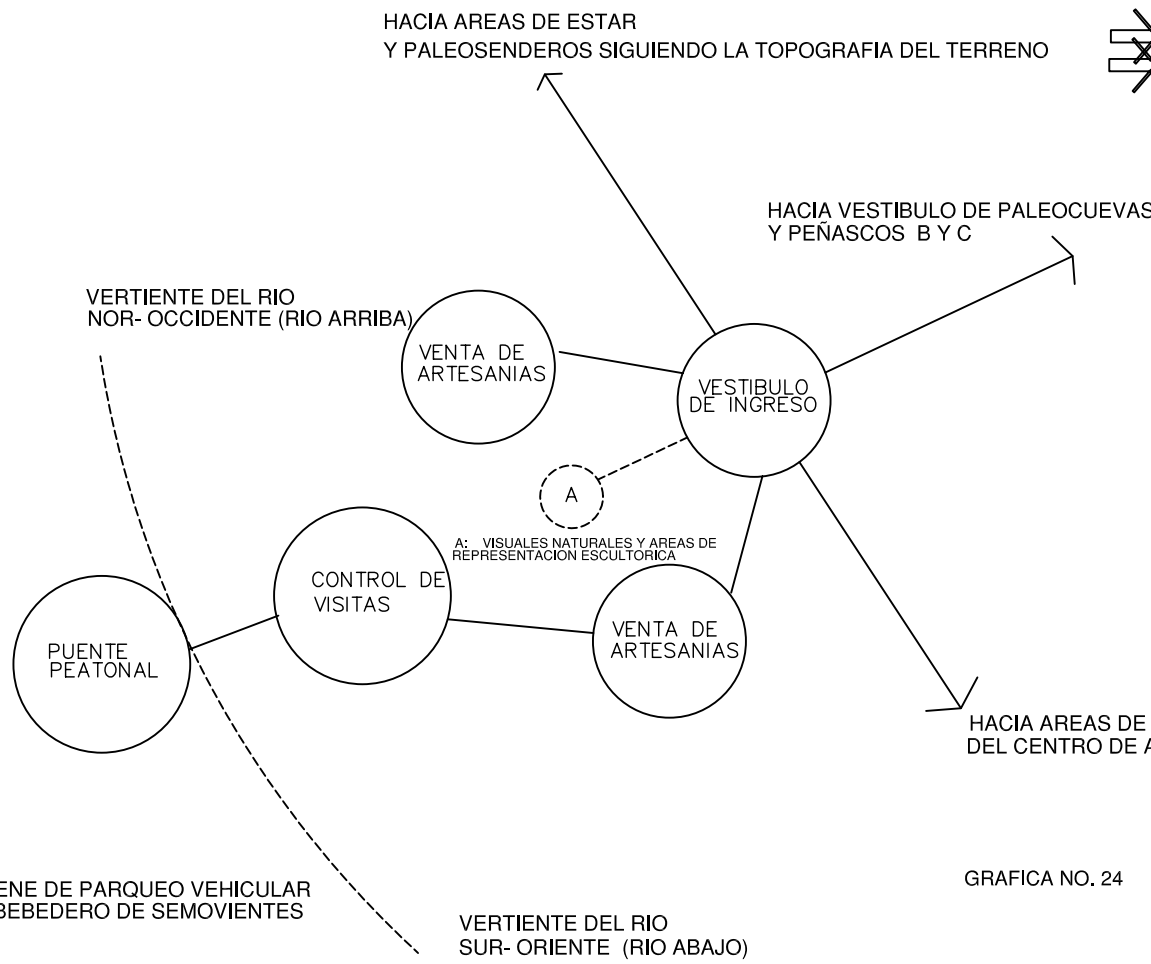 HACIA AREAS DE ESTAR
Y PALEOSENDEROS SIGUIENDO LA TOPOGRAFIA DEL TERRENO
HACIA VESTIBULO DE PALEOCUEVAS
Y PEÑASCOS B Y C
VERTIENTE DEL RIO
NOR- OCCIDENTE (RIO ARRIBA)
VENTA DE
ARTESANIAS
VESTIBULO
DE INGRESO
A
A: VISUALES NATURALES Y AREAS DE
REPRESENTACION ESCULTORICA
CONTROL DE
VISITAS
VENTA DE
ARTESANIAS
PUENTE
PEATONAL
HACIA AREAS DE
DEL CENTRO DE
GRAFICA NO. 24
DE PARQUEO VEHICULAR
BEBEDERO DE SEMOVIENTES
VERTIENTE DEL RIO
SUR- ORIENTE (RIO ABAJO)